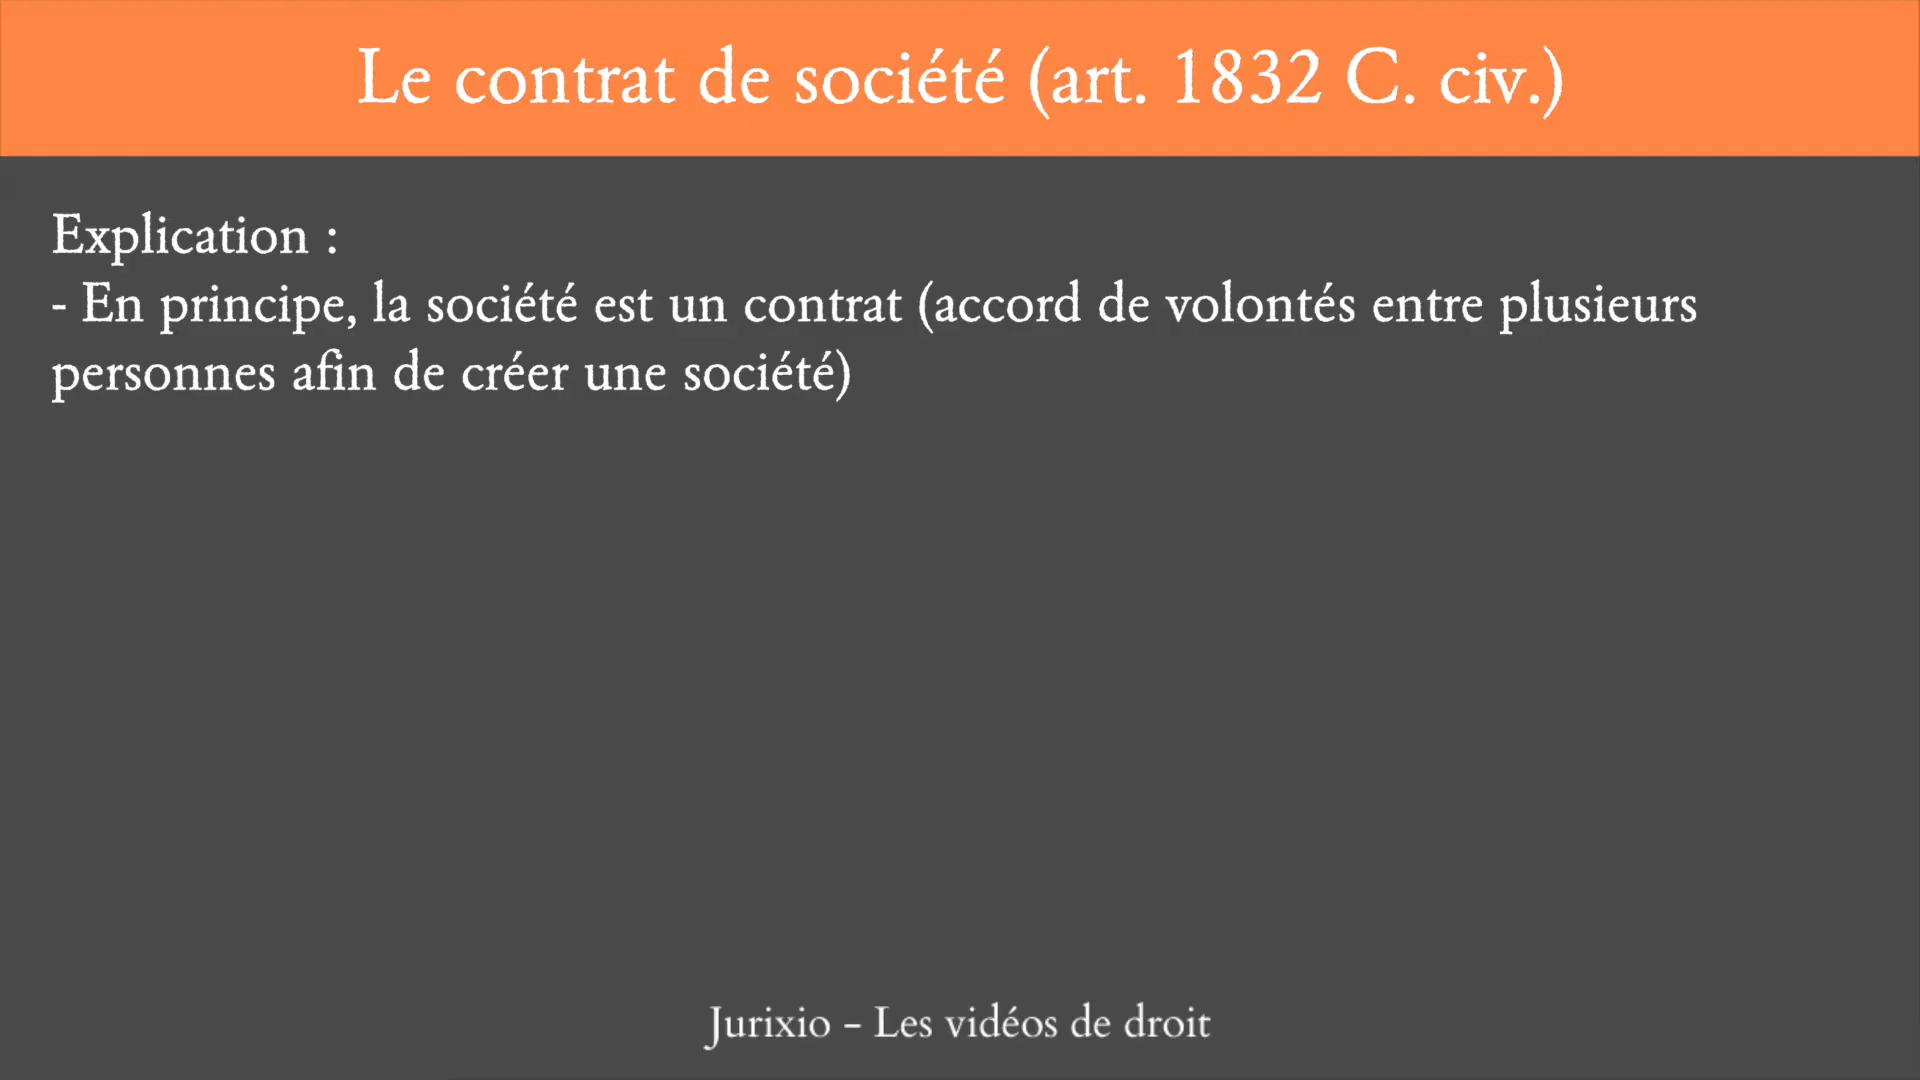 Le contrat de société (art. 1832 C. civ.)
Explication :
- En principe, la société est un contrat (accord de volontés entre plusieurs
personnes afin de créer une société)
Jurixio – Les vidéos de droit